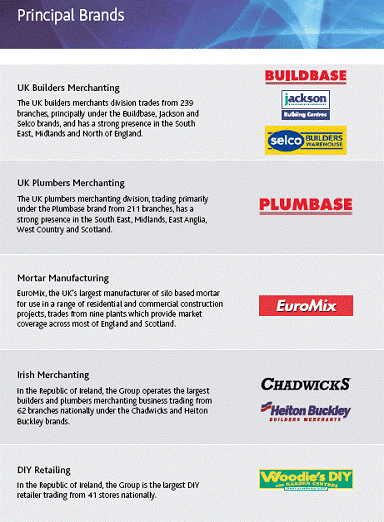 Principal Brands
UK Builders Merchanting
The UK builders merchants division trades from 239
branches, principally under the Buildbase, Jackson and
Selco brands, and has a strong presence in the South
East, Midlands and North of England.
BUILDBASE
jackson
Building Centres
selco BUILDERS
WAREHOUSE
UK Plumbers Merchanting
The UK plumbers merchanting division, trading primarily
under the Plumbase brand from 211 branches, has a
strong presence in the South East, Midlands, East Anglia,
West Country and Scotland.
PLUMBASE
Mortar Manufacturing
EuroMix, the UK's largest manufacturer of silo based mortar
for use in a range of residential and commercial construction
projects, trades from nine plants which provide market
coverage across most of England and Scotland.
EuroMix
Irish Merchanting
In the Republic of Ireland, the Group operates the largest
builders and plumbers merchanting business trading from
62 branches nationally under the Chadwicks and Heiton
Buckley brands.
CHADWICKS
Heiton Buckley
BUILDERS MERCHANTS
DIY Retailing
In the Republic of Ireland, the Group is the largest DIY
retailer trading from 41 stores nationally.
Woodie's DIY
AND GARDEN CENTRES